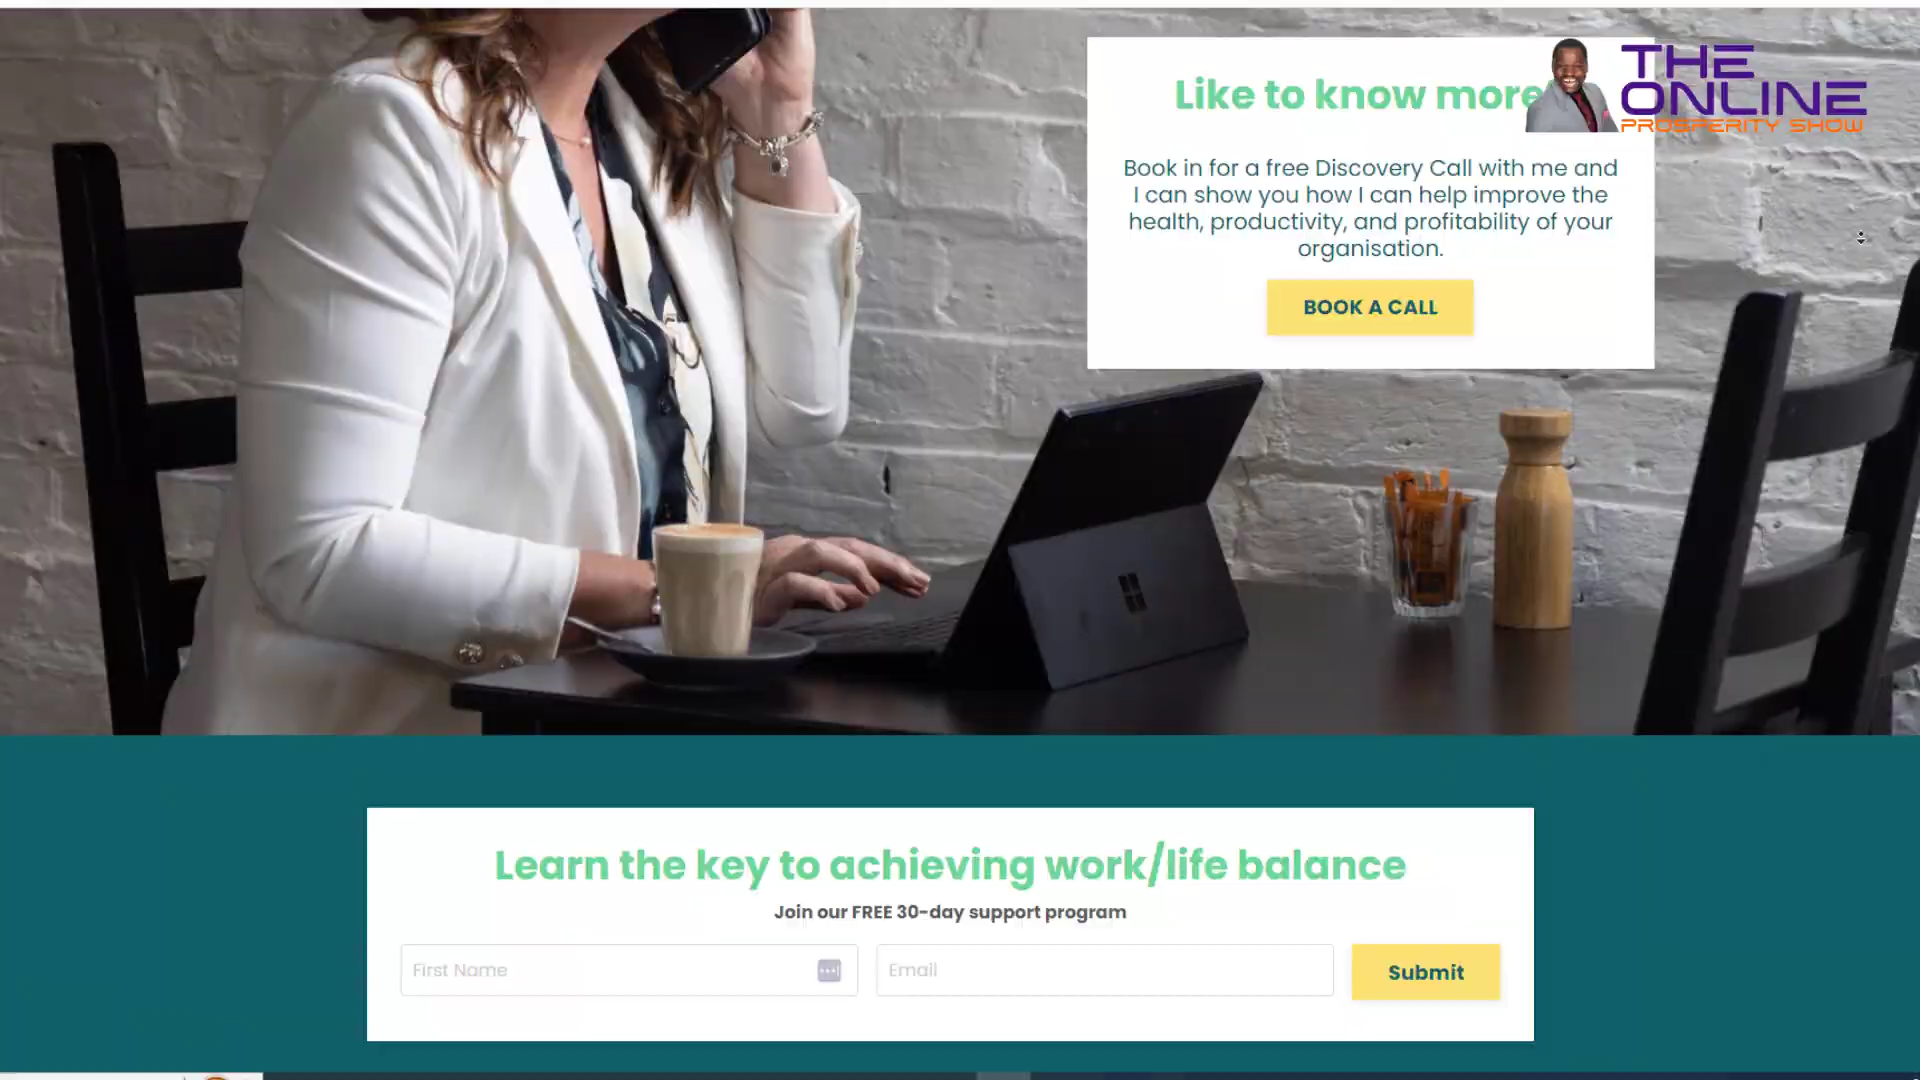 Like to know more
THE
ONLINE
PROSPERITY SHOW
Book in for a free Discovery Call with me and
I can show you how I can help improve the
health, productivity, and profitability of your
organisation.
BOOK A CALL
Learn the key to achieving work/life balance
Join our FREE 30-day support program
First Name
Email
Submit